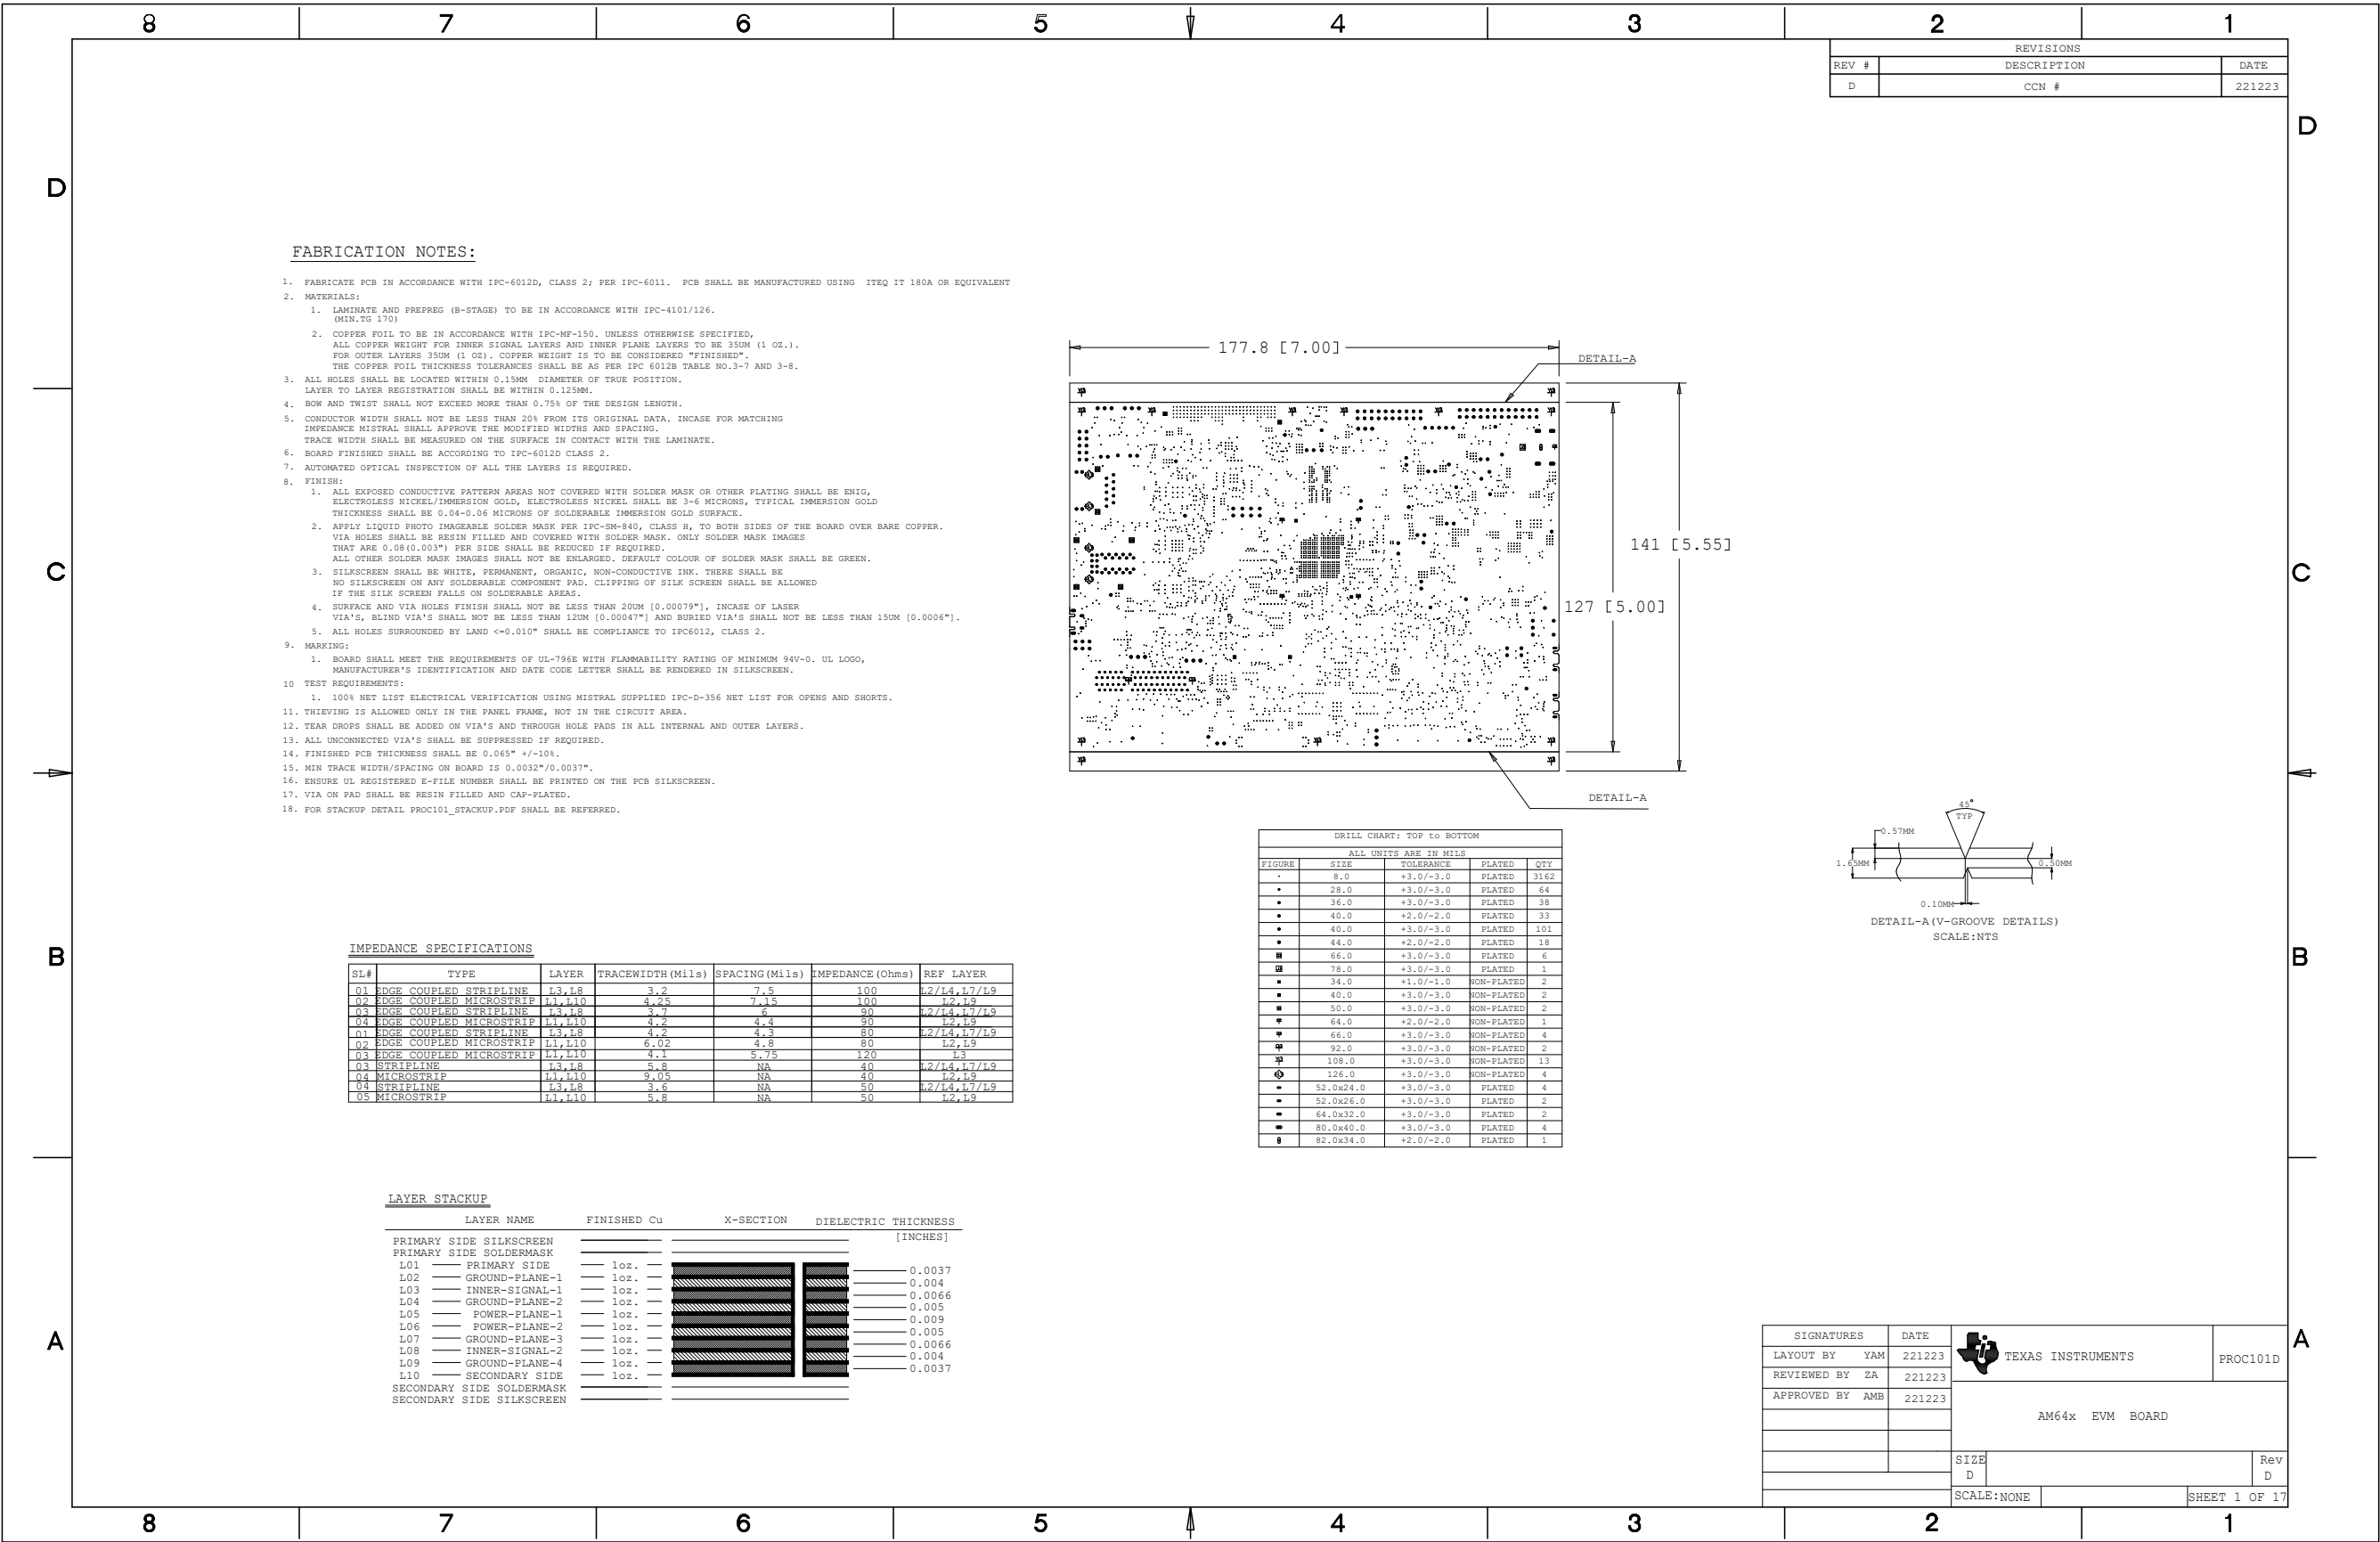 8 7 6 5 4 3 2 1
REVISIONS
REV # DESCRIPTION DATE
D CCN # 221223
D D
FABRICATION NOTES:
1. FABRICATE PCB IN ACCORDANCE WITH IPC-6012D, CLASS 2; PER IPC-6011. PCB SHALL BE MANUFACTURED USING ITEQ IT 180A OR EQUIVALENT
2. MATERIALS:
1. LAMINATE AND PREPREG (B-STAGE) TO BE IN ACCORDANCE WITH IPC-4101/126.
(MIN.TG 170)
2. COPPER FOIL TO BE IN ACCORDANCE WITH IPC-MF-150. UNLESS OTHERWISE SPECIFIED,
ALL COPPER WEIGHT FOR INNER SIGNAL LAYERS AND INNER PLANE LAYERS TO BE 35UM (1 OZ.).
FOR OUTER LAYERS 35UM (1 OZ). COPPER WEIGHT IS TO BE CONSIDERED "FINISHED".
THE COPPER FOIL THICKNESS TOLERANCES SHALL BE AS PER IPC 6012B TABLE NO.3-7 AND 3-8.
3. ALL HOLES SHALL BE LOCATED WITHIN 0.15MM DIAMETER OF TRUE POSITION.
LAYER TO LAYER REGISTRATION SHALL BE WITHIN 0.125MM.
4. BOW AND TWIST SHALL NOT EXCEED MORE THAN 0.75% OF THE DESIGN LENGTH.
5. CONDUCTOR WIDTH SHALL NOT BE LESS THAN 20% FROM ITS ORIGINAL DATA. INCASE FOR MATCHING
IMPEDANCE MISTRAL SHALL APPROVE THE MODIFIED WIDTHS AND SPACING.
TRACE WIDTH SHALL BE MEASURED ON THE SURFACE IN CONTACT WITH THE LAMINATE.
6. BOARD FINISHED SHALL BE ACCORDING TO IPC-6012D CLASS 2.
7. AUTOMATED OPTICAL INSPECTION OF ALL THE LAYERS IS REQUIRED.
8. FINISH:
1. ALL EXPOSED CONDUCTIVE PATTERN AREAS NOT COVERED WITH SOLDER MASK OR OTHER PLATING SHALL BE ENIG,
ELECTROLESS NICKEL/IMMERSION GOLD, ELECTROLESS NICKEL SHALL BE 3-6 MICRONS, TYPICAL IMMERSION GOLD
THICKNESS SHALL BE 0.04-0.06 MICRONS OF SOLDERABLE IMMERSION GOLD SURFACE.
2. APPLY LIQUID PHOTO IMAGEABLE SOLDER MASK PER IPC-SM-840, CLASS H, TO BOTH SIDES OF THE BOARD OVER BARE COPPER.
VIA HOLES SHALL BE RESIN FILLED AND COVERED WITH SOLDER MASK. ONLY SOLDER MASK IMAGES
THAT ARE 0.08(0.003") PER SIDE SHALL BE REDUCED IF REQUIRED.
ALL OTHER SOLDER MASK IMAGES SHALL NOT BE ENLARGED. DEFAULT COLOUR OF SOLDER MASK SHALL BE GREEN.
3. SILKSCREEN SHALL BE WHITE, PERMANENT, ORGANIC, NON-CONDUCTIVE INK. THERE SHALL BE
NO SILKSCREEN ON ANY SOLDERABLE COMPONENT PAD. CLIPPING OF SILK SCREEN SHALL BE ALLOWED
IF THE SILK SCREEN FALLS ON SOLDERABLE AREAS.
4. SURFACE AND VIA HOLES FINISH SHALL NOT BE LESS THAN 20UM [0.00079"], INCASE OF LASER
VIA'S, BLIND VIA'S SHALL NOT BE LESS THAN 12UM [0.00047"] AND BURIED VIA'S SHALL NOT BE LESS THAN 15UM [0.0006"].
5. ALL HOLES SURROUNDED BY LAND <=0.010" SHALL BE COMPLIANCE TO IPC6012, CLASS 2.
9. MARKING:
1. BOARD SHALL MEET THE REQUIREMENTS OF UL-796E WITH FLAMMABILITY RATING OF MINIMUM 94V-0. UL LOGO,
MANUFACTURER'S IDENTIFICATION AND DATE CODE LETTER SHALL BE RENDERED IN SILKSCREEN.
10 TEST REQUIREMENTS:
1. 100% NET LIST ELECTRICAL VERIFICATION USING MISTRAL SUPPLIED IPC-D-356 NET LIST FOR OPENS AND SHORTS.
11. THIEVING IS ALLOWED ONLY IN THE PANEL FRAME, NOT IN THE CIRCUIT AREA.
12. TEAR DROPS SHALL BE ADDED ON VIA'S AND THROUGH HOLE PADS IN ALL INTERNAL AND OUTER LAYERS.
13. ALL UNCONNECTED VIA'S SHALL BE SUPPRESSED IF REQUIRED.
14. FINISHED PCB THICKNESS SHALL BE 0.065" +/-10%.
15. MIN TRACE WIDTH/SPACING ON BOARD IS 0.0032"/0.0037".
16. ENSURE UL REGISTERED E-FILE NUMBER SHALL BE PRINTED ON THE PCB SILKSCREEN.
17. VIA ON PAD SHALL BE RESIN FILLED AND CAP-PLATED.
18. FOR STACKUP DETAIL PROC101_STACKUP.PDF SHALL BE REFERRED.
177.8 [7.00]
DETAIL-A
141 [5.55]
127 [5.00]
DETAIL-A
C C
45°
TYP
0.57MM
1.65MM
0.50MM
0.10MM
DETAIL-A(V-GROOVE DETAILS)
SCALE:NTS
DRILL CHART: TOP to BOTTOM
ALL UNITS ARE IN MILS
FIGURE SIZE TOLERANCE PLATED QTY
8.0 +3.0/-3.0 PLATED 3162
28.0 +3.0/-3.0 PLATED 64
36.0 +3.0/-3.0 PLATED 38
40.0 +2.0/-2.0 PLATED 33
40.0 +3.0/-3.0 PLATED 101
44.0 +2.0/-2.0 PLATED 18
66.0 +3.0/-3.0 PLATED 6
78.0 +3.0/-3.0 PLATED 1
34.0 +1.0/-1.0 NON-PLATED 2
40.0 +3.0/-3.0 NON-PLATED 2
50.0 +3.0/-3.0 NON-PLATED 2
64.0 +2.0/-2.0 NON-PLATED 1
66.0 +3.0/-3.0 NON-PLATED 4
92.0 +3.0/-3.0 NON-PLATED 2
108.0 +3.0/-3.0 NON-PLATED 13
126.0 +3.0/-3.0 NON-PLATED 4
52.0x24.0 +3.0/-3.0 PLATED 4
52.0x26.0 +3.0/-3.0 PLATED 2
64.0x32.0 +3.0/-3.0 PLATED 2
80.0x40.0 +3.0/-3.0 PLATED 4
82.0x34.0 +2.0/-2.0 PLATED 1
B B
IMPEDANCE SPECIFICATIONS
SL# TYPE LAYER TRACEWIDTH(Mils) SPACING(Mils) IMPEDANCE(Ohms) REF LAYER
01 EDGE COUPLED STRIPLINE L3,L8 3.2 7.5 100 L2/L4,L7/L9
02 EDGE COUPLED MICROSTRIP L1,L10 4.25 7.15 100 L2,L9
03 EDGE COUPLED STRIPLINE L3,L8 3.7 6 90 L2/L4,L7/L9
04 EDGE COUPLED MICROSTRIP L1,L10 4.2 4.4 90 L2,L9
01 EDGE COUPLED STRIPLINE L3,L8 4.2 4.3 80 L2/L4,L7/L9
02 EDGE COUPLED MICROSTRIP L1,L10 6.02 4.8 80 L2,L9
03 EDGE COUPLED MICROSTRIP L1,L10 4.1 5.75 120 L3
03 STRIPLINE L3,L8 5.8 NA 40 L2/L4,L7/L9
04 MICROSTRIP L1,L10 9.05 NA 40 L2,L9
04 STRIPLINE L3,L8 3.6 NA 50 L2/L4,L7/L9
05 MICROSTRIP L1,L10 5.8 NA 50 L2,L9
LAYER STACKUP
LAYER NAME FINISHED Cu X-SECTION DIELECTRIC THICKNESS
[INCHES]
PRIMARY SIDE SILKSCREEN
PRIMARY SIDE SOLDERMASK
L01 PRIMARY SIDE 1oz.
0.0037
L02 GROUND-PLANE-1 1oz.
0.004
L03 INNER-SIGNAL-1 1oz.
0.0066
L04 GROUND-PLANE-2 1oz.
0.005
L05 POWER-PLANE-1 1oz.
0.009
L06 POWER-PLANE-2 1oz.
0.005
L07 GROUND-PLANE-3 1oz.
0.0066
L08 INNER-SIGNAL-2 1oz.
0.004
L09 GROUND-PLANE-4 1oz.
0.0037
L10 SECONDARY SIDE 1oz.
SECONDARY SIDE SOLDERMASK
SECONDARY SIDE SILKSCREEN
A A
SIGNATURES DATE
LAYOUT BY YAM 221223
REVIEWED BY ZA 221223
APPROVED BY AMB 221223
TEXAS INSTRUMENTS
PROC101D
AM64x EVM BOARD
SIZE
D
Rev
D
SCALE:NONE
SHEET 1 OF 17
8 7 6 5 4 3 2 1